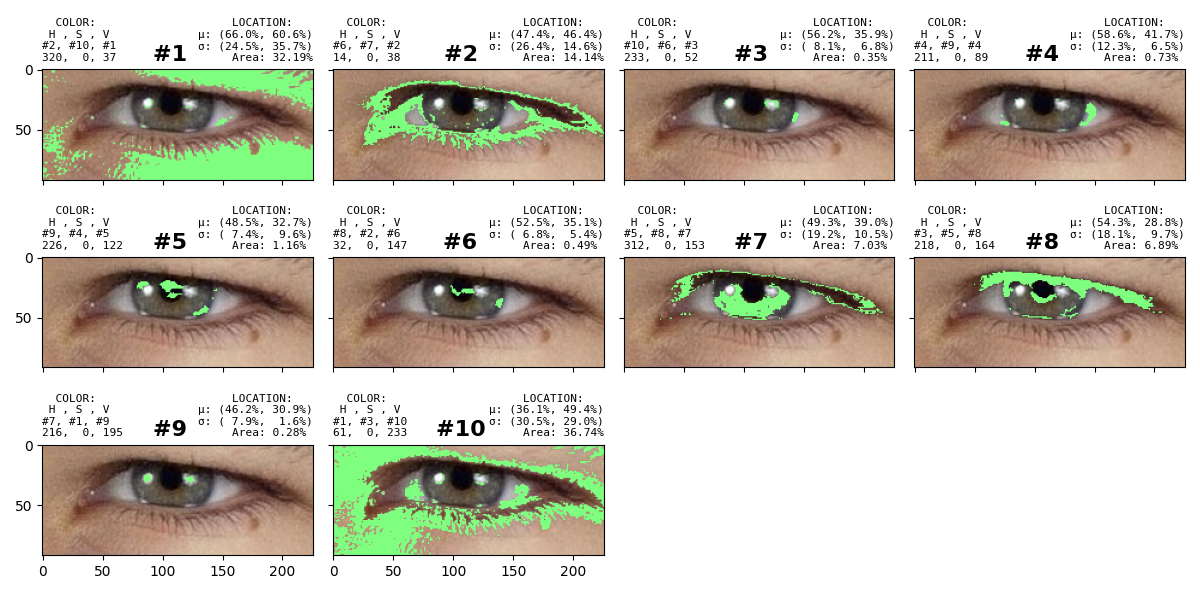 COLOR: LOCATION:
H , S , V μ: (66.0%, 60.6%)
#2, #10, #1 σ: (24.5%, 35.7%)
320, 0, 37 #1 Area: 32.19%
COLOR: LOCATION:
H , S , V μ: (47.4%, 46.4%)
#6, #7, #2 σ: (26.4%, 14.6%)
14, 0, 38 #2 Area: 14.14%
COLOR: LOCATION:
H , S , V μ: (56.2%, 35.9%)
#10, #6, #3 σ: ( 8.1%, 6.8%)
233, 0, 52 #3 Area: 0.35%
COLOR: LOCATION:
H , S , V μ: (58.6%, 41.7%)
#4, #9, #4 σ: (12.3%, 6.5%)
211, 0, 89 #4 Area: 0.73%
0
50
COLOR: LOCATION:
H , S , V μ: (48.5%, 32.7%)
#9, #4, #5 σ: ( 7.4%, 9.6%)
226, 0, 122 #5 Area: 1.16%
COLOR: LOCATION:
H , S , V μ: (52.5%, 35.1%)
#8, #2, #6 σ: ( 6.8%, 5.4%)
32, 0, 147 #6 Area: 0.49%
COLOR: LOCATION:
H , S , V μ: (49.3%, 39.0%)
#5, #8, #7 σ: (19.2%, 10.5%)
312, 0, 153 #7 Area: 7.03%
COLOR: LOCATION:
H , S , V μ: (54.3%, 28.8%)
#3, #5, #8 σ: (18.1%, 9.7%)
218, 0, 164 #8 Area: 6.89%
0
50
COLOR: LOCATION:
H , S , V μ: (46.2%, 30.9%)
#7, #1, #9 σ: ( 7.9%, 1.6%)
216, 0, 195 #9 Area: 0.28%
COLOR: LOCATION:
H , S , V μ: (36.1%, 49.4%)
#1, #3, #10 σ: (30.5%, 29.0%)
61, 0, 233 #10 Area: 36.74%
0
50
0 50 100 150 200
0 50 100 150 200